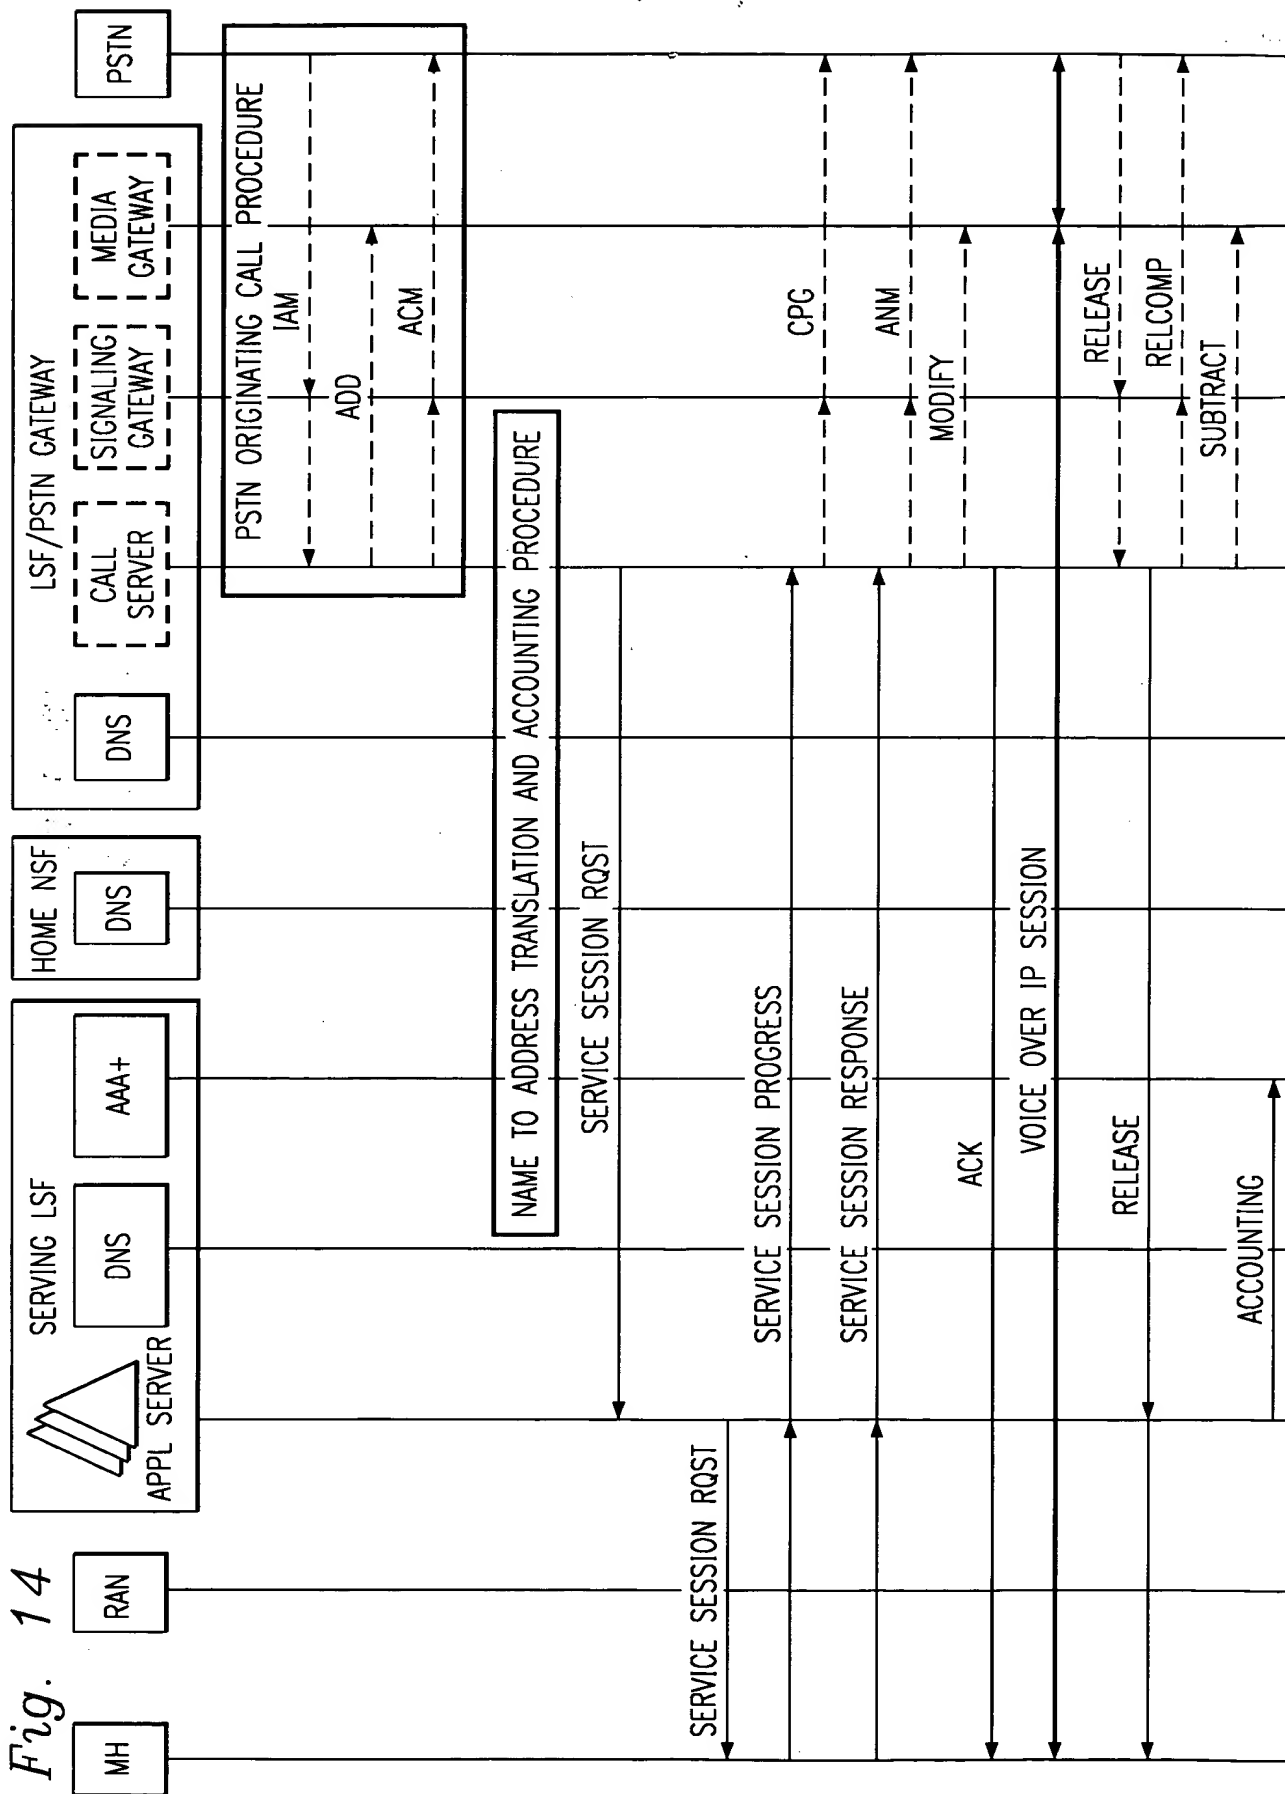 Fig. 14
MH
RAN
SERVING LSF
APPL SERVER
DNS
AAA+
HOME NSF
DNS
LSF/PSTN GATEWAY
DNS
CALL
SERVER
SIGNALING
GATEWAY
MEDIA
GATEWAY
PSTN
PSTN ORIGINATING CALL PROCEDURE
IAM
ADD
ACM
NAME TO ADDRESS TRANSLATION AND ACCOUNTING PROCEDURE
SERVICE SESSION RQST
SERVICE SESSION RQST
SERVICE SESSION PROGRESS
CPG
SERVICE SESSION RESPONSE
ANM
MODIFY
ACK
VOICE OVER IP SESSION
RELEASE
RELEASE
RELCOMP
SUBTRACT
ACCOUNTING